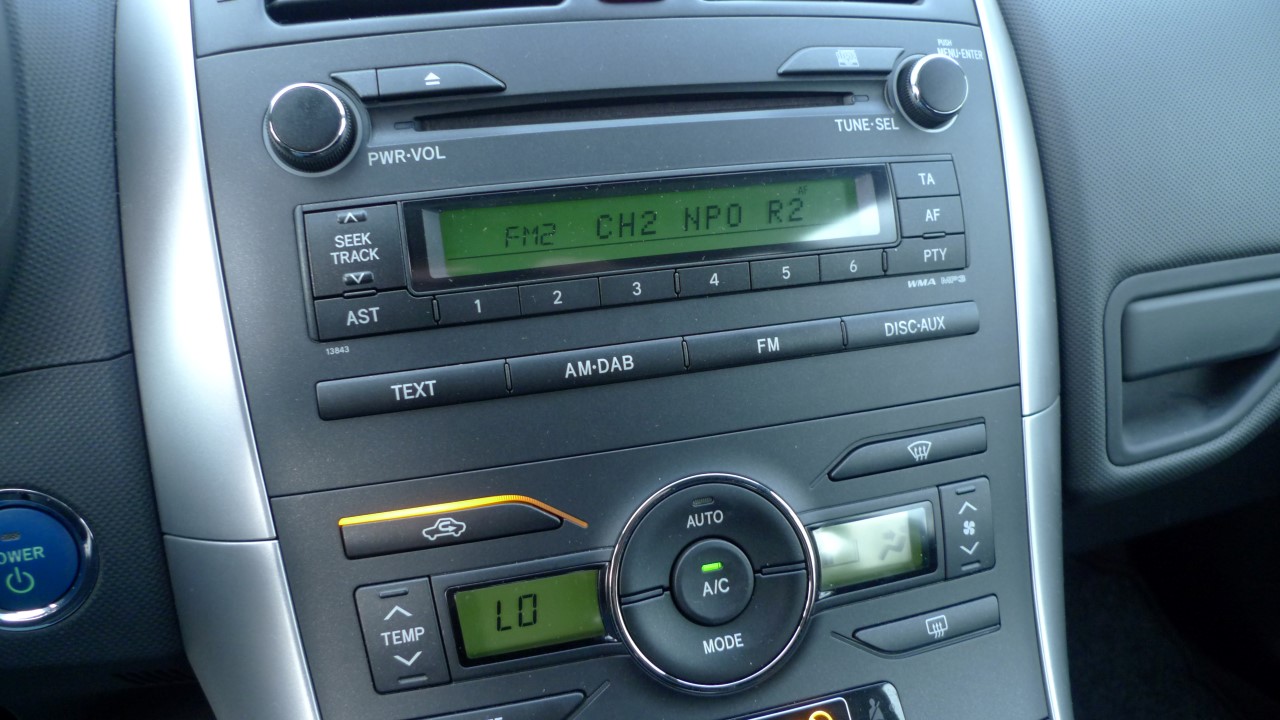 PUSH
MENU·ENTER
PWR·VOL
TUNE·SEL
TA
FM2 CH2 NPO R2
AF
SEEK
TRACK
PTY
1 2 3 4 5 6
WMA MP3
AST
13843
TEXT AM·DAB FM DISC·AUX
AUTO
POWER
A/C
LO
TEMP
MODE